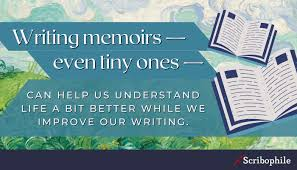 Writing memoirs —
even tiny ones —
CAN HELP US UNDERSTAND
LIFE A BIT BETTER WHILE WE
IMPROVE OUR WRITING.
Scribophile